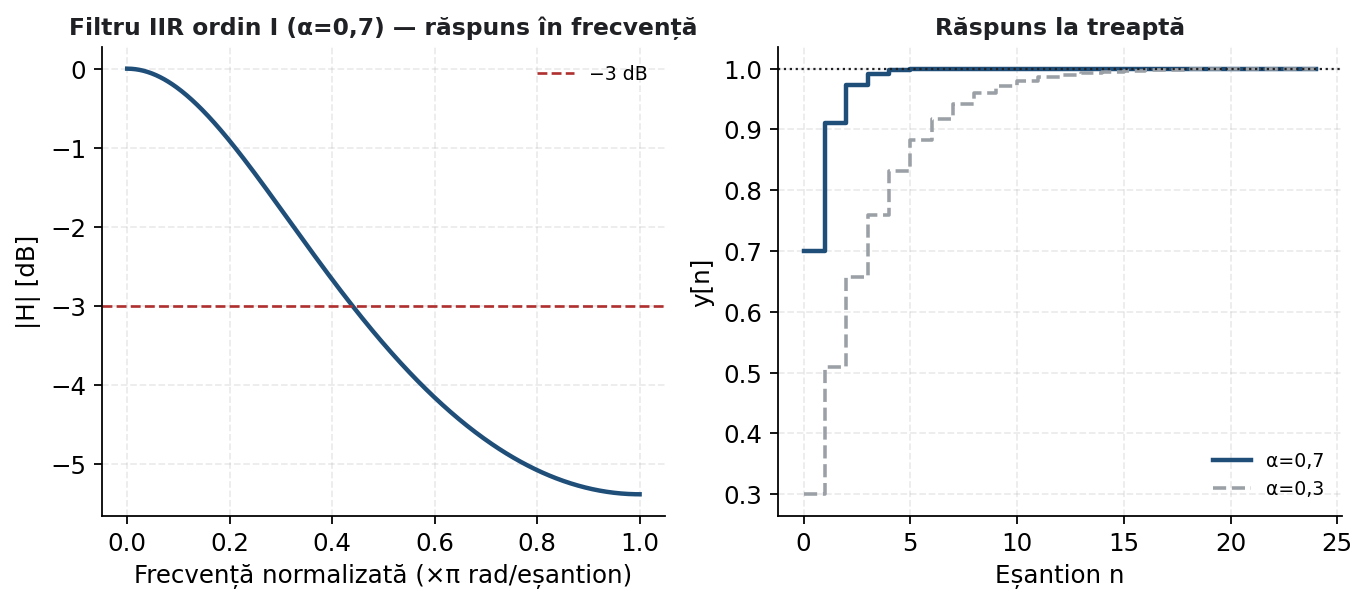 Filtru IIR ordin I (α=0,7) — răspuns în frecvență
0
−1
−2
−3
−4
−5
|H| [dB]
−3 dB
0.0 0.2 0.4 0.6 0.8 1.0
Frecvență normalizată (×π rad/eșantion)
Răspuns la treaptă
1.0
0.9
0.8
0.7
0.6
0.5
0.4
0.3
y[n]
α=0,7
α=0,3
0 5 10 15 20 25
Eșantion n